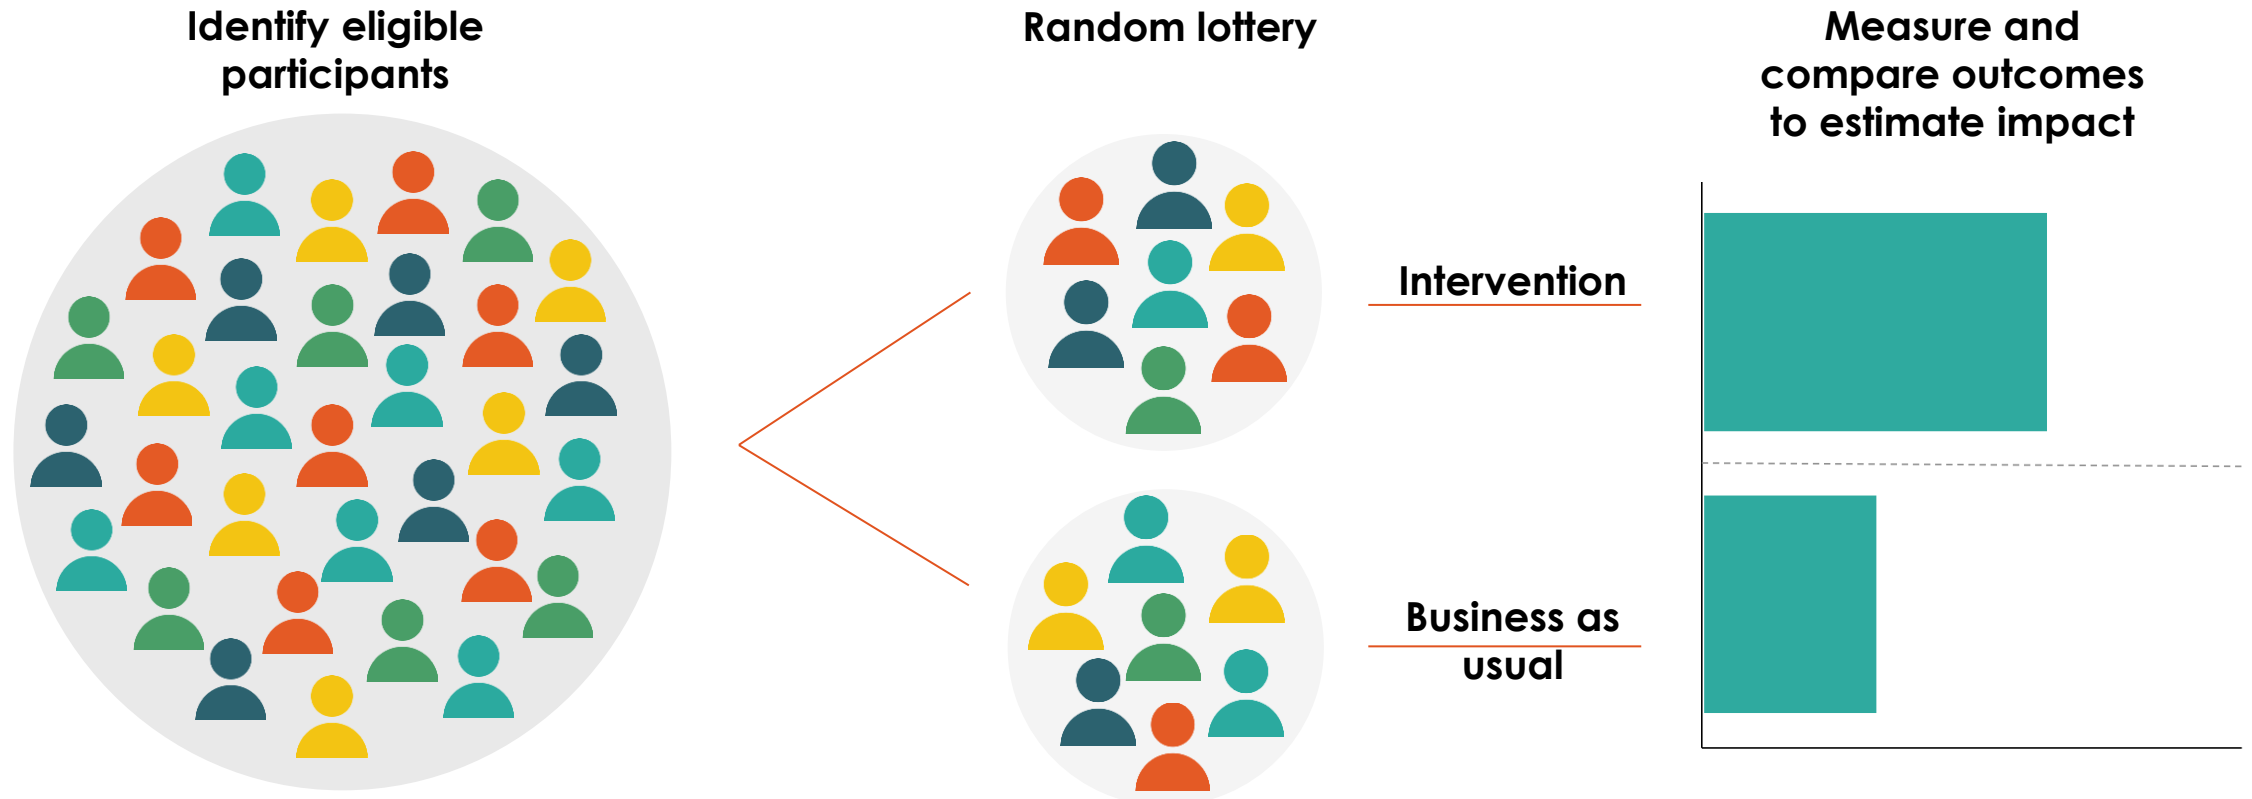 Identify eligible
participants
Random lottery
Measure and
compare outcomes
to estimate impact
Intervention
Business as
usual